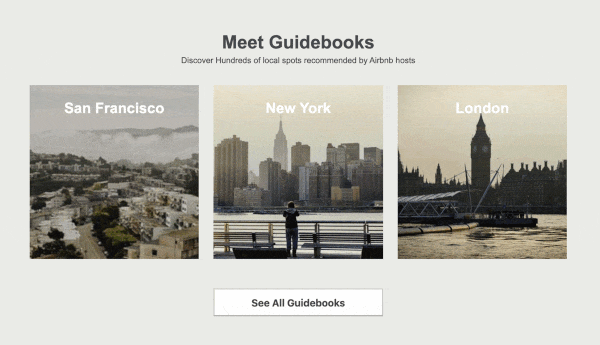 Meet Guidebooks
Discover Hundreds of local spots recommended by Airbnb hosts
San Francisco
New York
London
See All Guidebooks